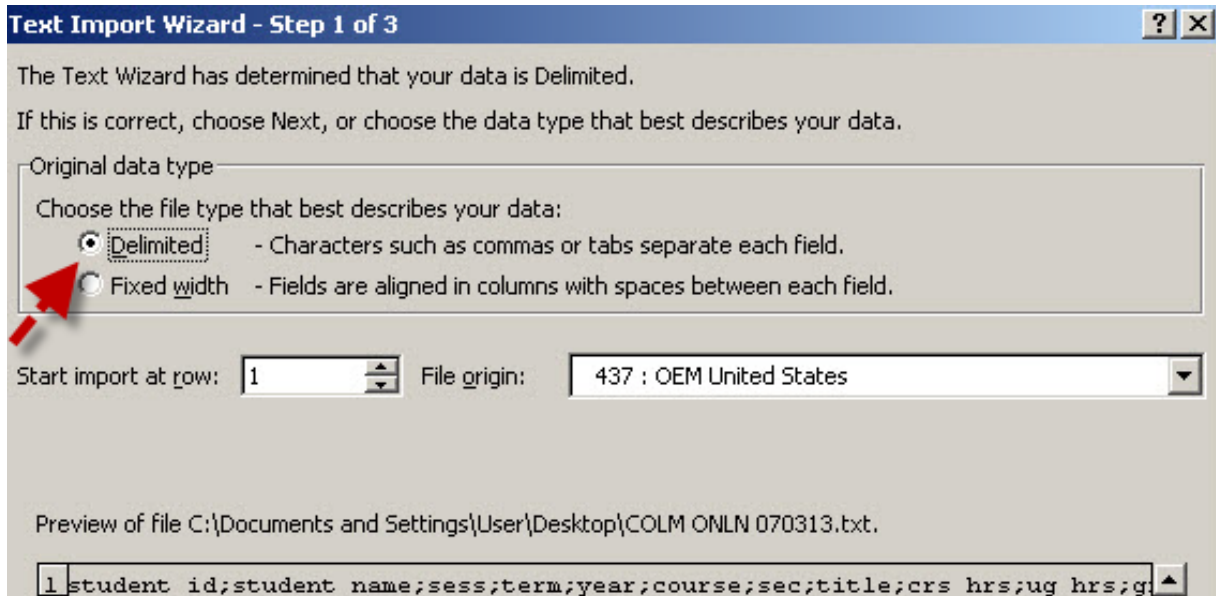 Text Import Wizard - Step 1 of 3
The Text Wizard has determined that your data is Delimited.
If this is correct, choose Next, or choose the data type that best describes your data.
Original data type
Choose the file type that best describes your data:
Delimited - Characters such as commas or tabs separate each field.
Fixed width - Fields are aligned in columns with spaces between each field.
Start import at row: 1 File origin: 437 : OEM United States
Preview of file C:\Documents and Settings\User\Desktop\COLM ONLN 070313.txt.
1 student id;student name;sess;term;year;course;sec;title;crs hrs;ug hrs;